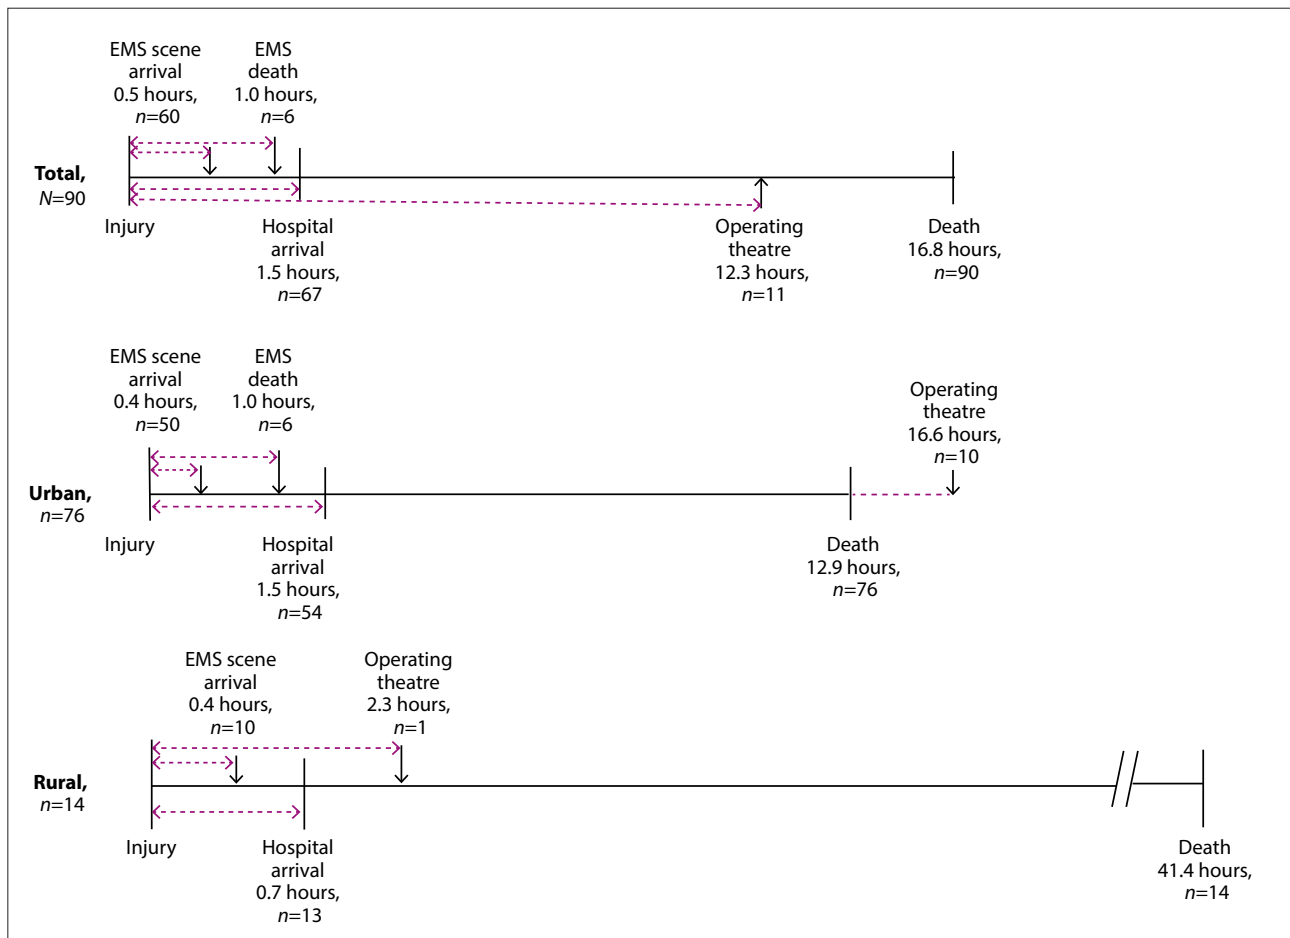 EMS scene
arrival
0.5 hours,
n=60
EMS
death
1.0 hours,
n=6
Total,
N=90
Injury
Hospital
arrival
1.5 hours,
n=67
Operating
theatre
12.3 hours,
n=11
Death
16.8 hours,
n=90
EMS scene
arrival
0.4 hours,
n=50
EMS
death
1.0 hours,
n=6
Operating
theatre
16.6 hours,
n=10
Urban,
n=76
Injury
Hospital
arrival
1.5 hours,
n=54
Death
12.9 hours,
n=76
EMS scene
arrival
0.4 hours,
n=10
Operating
theatre
2.3 hours,
n=1
Rural,
n=14
Injury
Hospital
arrival
0.7 hours,
n=13
Death
41.4 hours,
n=14